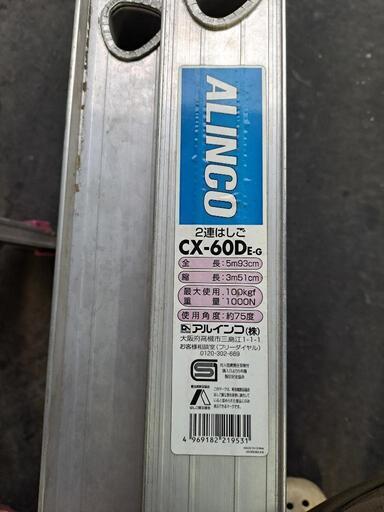 ALINCO
2連はしご
CX-60DE-G
全 長:5m93cm
縮 長:3m51cm
最大使用 100kgf
重 量 1000N
使用角度:約75度
アルインコ(株)
大阪府高槻市三島江1-1-1
お客様相談室(フリーダイヤル)
0120-302-669
4 969182 219531